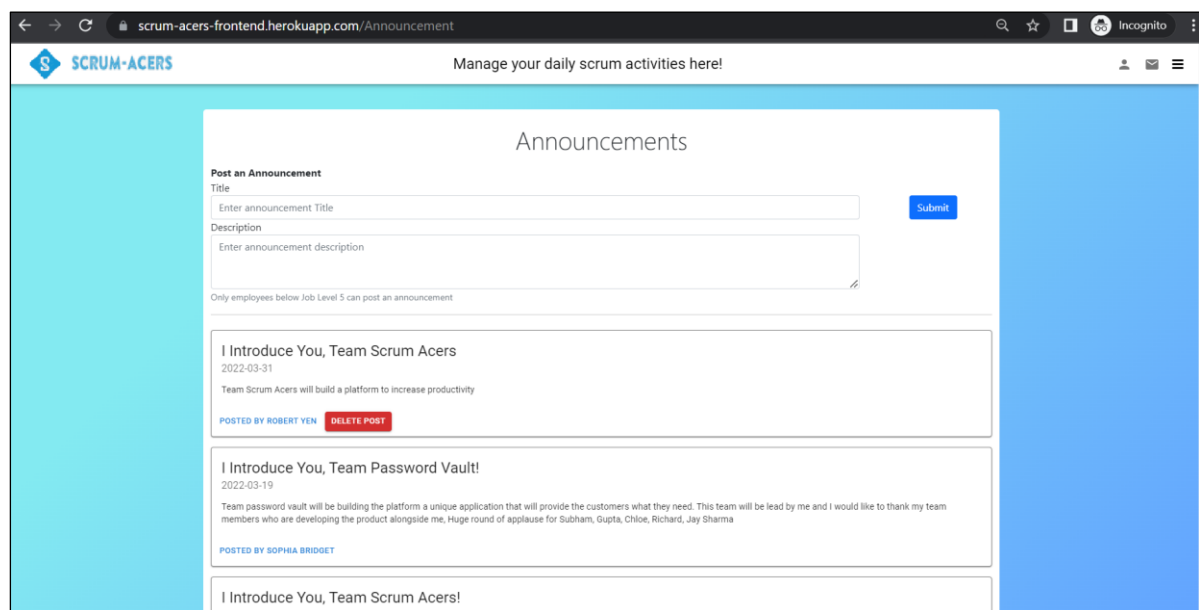 scrum-acers-frontend.herokuapp.com/Announcement
Incognito
S
SCRUM-ACERS
Manage your daily scrum activities here!
Announcements
Post an Announcement
Title
Enter announcement Title
Submit
Description
Enter announcement description
Only employees below Job Level 5 can post an announcement
I Introduce You, Team Scrum Acers
2022-03-31
Team Scrum Acers will build a platform to increase productivity
POSTED BY ROBERT YEN
DELETE POST
I Introduce You, Team Password Vault!
2022-03-19
Team password vault will be building the platform a unique application that will provide the customers what they need. This team will be lead by me and I would like to thank my team
members who are developing the product alongside me, Huge round of applause for Subham, Gupta, Chloe, Richard, Jay Sharma
POSTED BY SOPHIA BRIDGET
I Introduce You, Team Scrum Acers!